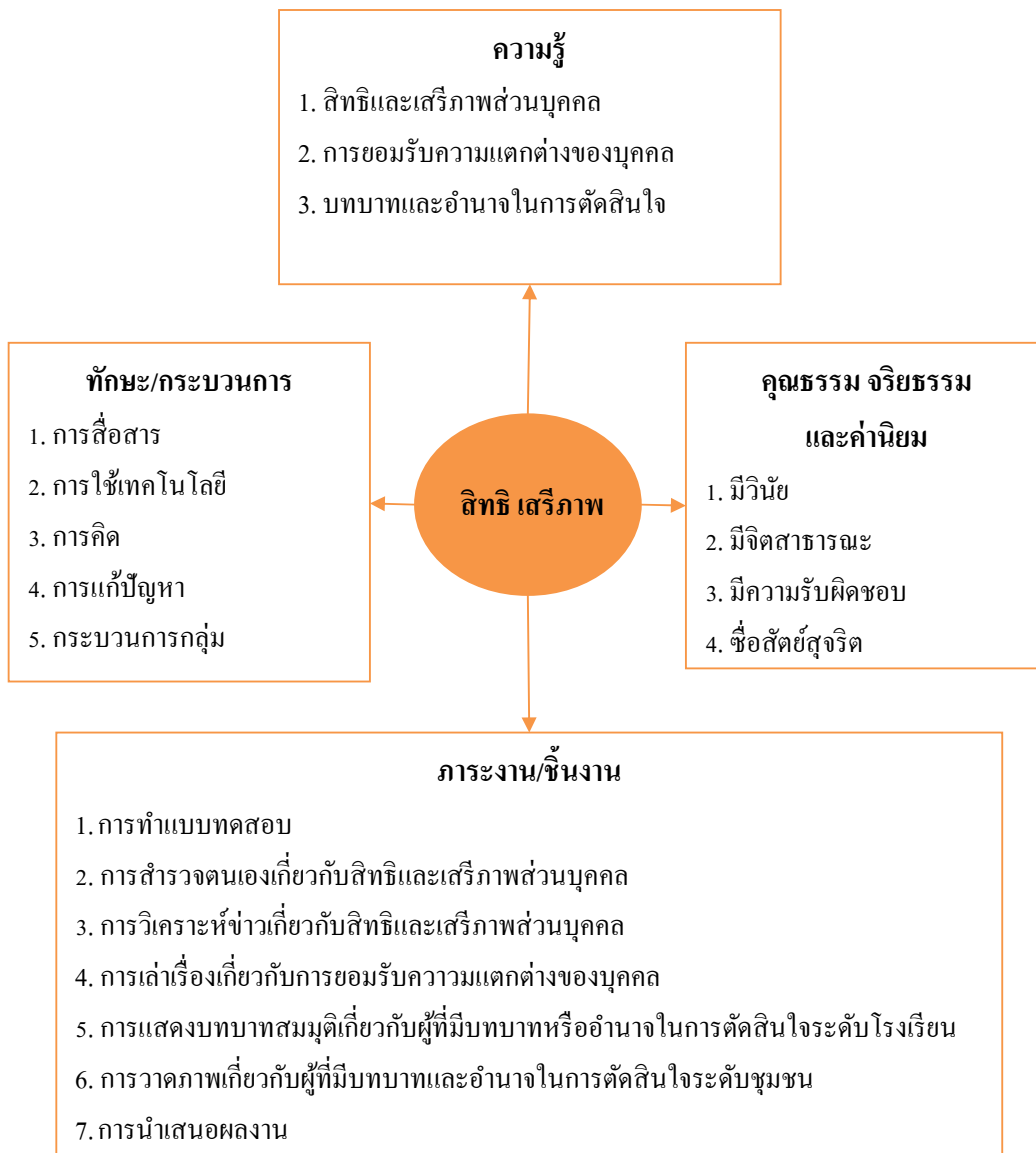 ความรู้
1. สิทธิและเสรีภาพส่วนบุคคล
2. การยอมรับความแตกต่างของบุคคล
3. บทบาทและอำนาจในการตัดสินใจ
ทักษะ/กระบวนการ
1. การสื่อสาร
2. การใช้เทคโนโลยี
3. การคิด
4. การแก้ปัญหา
5. กระบวนการกลุ่ม
สิทธิ เสรีภาพ
คุณธรรม จริยธรรม
และค่านิยม
1. มีวินัย
2. มีจิตสาธารณะ
3. มีความรับผิดชอบ
4. ซื่อสัตย์สุจริต
ภาระงาน/ชิ้นงาน
1. การทำแบบทดสอบ
2. การสำรวจตนเองเกี่ยวกับสิทธิและเสรีภาพส่วนบุคคล
3. การวิเคราะห์ข่าวเกี่ยวกับสิทธิและเสรีภาพส่วนบุคคล
4. การเล่าเรื่องเกี่ยวกับการยอมรับควาวมแตกต่างของบุคคล
5. การแสดงบทบาทสมมุติเกี่ยวกับผู้ที่มีบทบาทหรืออำนาจในการตัดสินใจระดับโรงเรียน
6. การวาดภาพเกี่ยวกับผู้ที่มีบทบาทและอำนาจในการตัดสินใจระดับชุมชน
7. การนำเสนอผลงาน